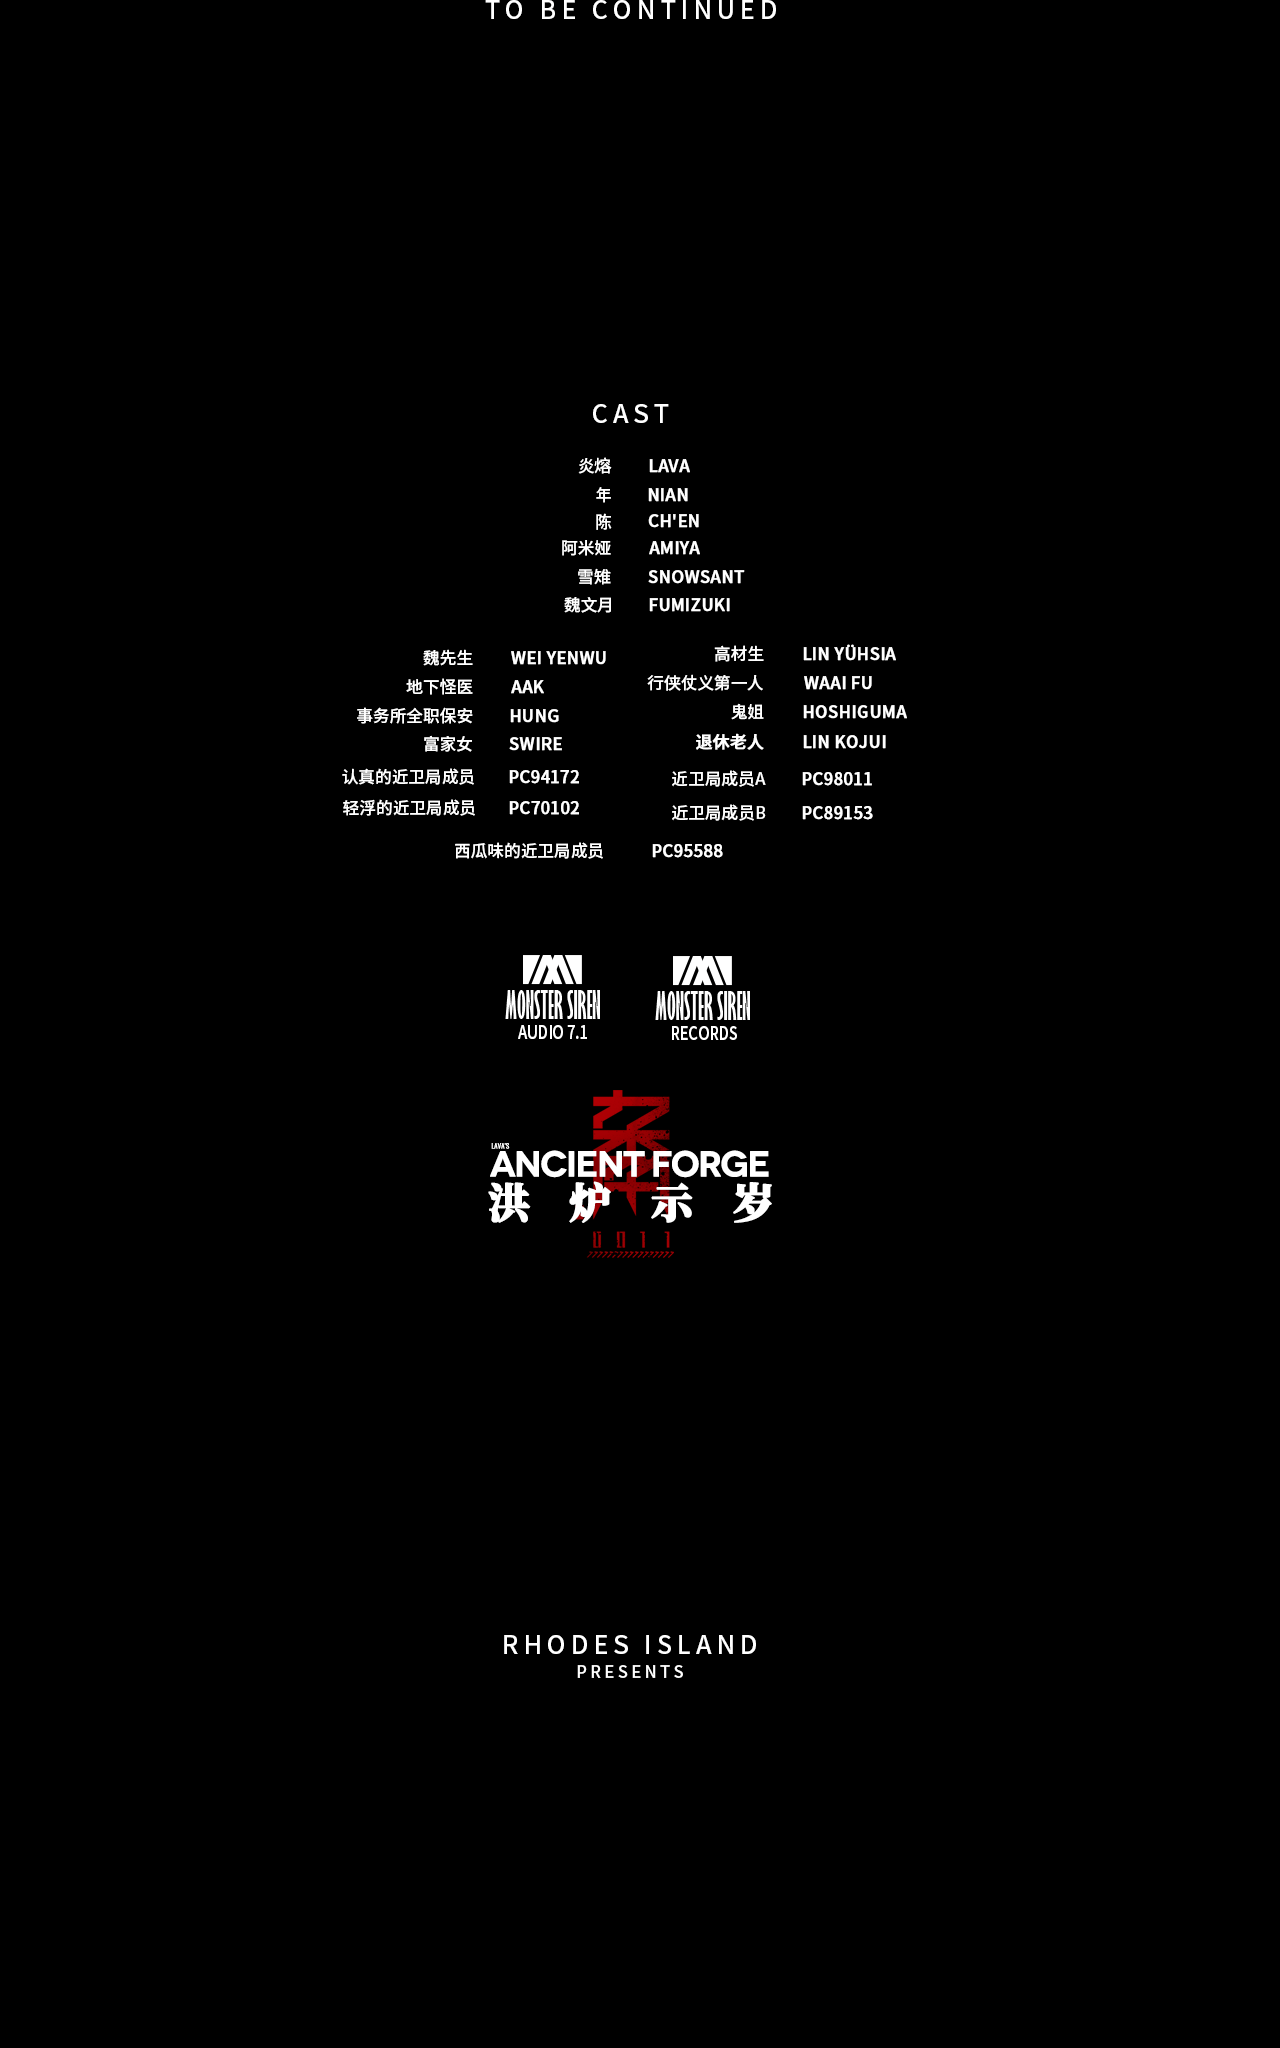 TO BE CONTINUED
CAST
炎熔 LAVA
年 NIAN
陈 CH'EN
阿米娅 AMIYA
雪雉 SNOWSANT
魏文月 FUMIZUKI
魏先生 WEI YENWU
地下怪医 AAK
事务所全职保安 HUNG
富家女 SWIRE
认真的近卫局成员 PC94172
轻浮的近卫局成员 PC70102
高材生 LIN YÜHSIA
行侠仗义第一人 WAAI FU
鬼姐 HOSHIGUMA
退休老人 LIN KOJUI
近卫局成员A PC98011
近卫局成员B PC89153
西瓜味的近卫局成员 PC95588
MONSTER SIREN
AUDIO 7.1
MONSTER SIREN
RECORDS
LAVA'S
ANCIENT FORGE
洪炉示岁
RHODES ISLAND
PRESENTS